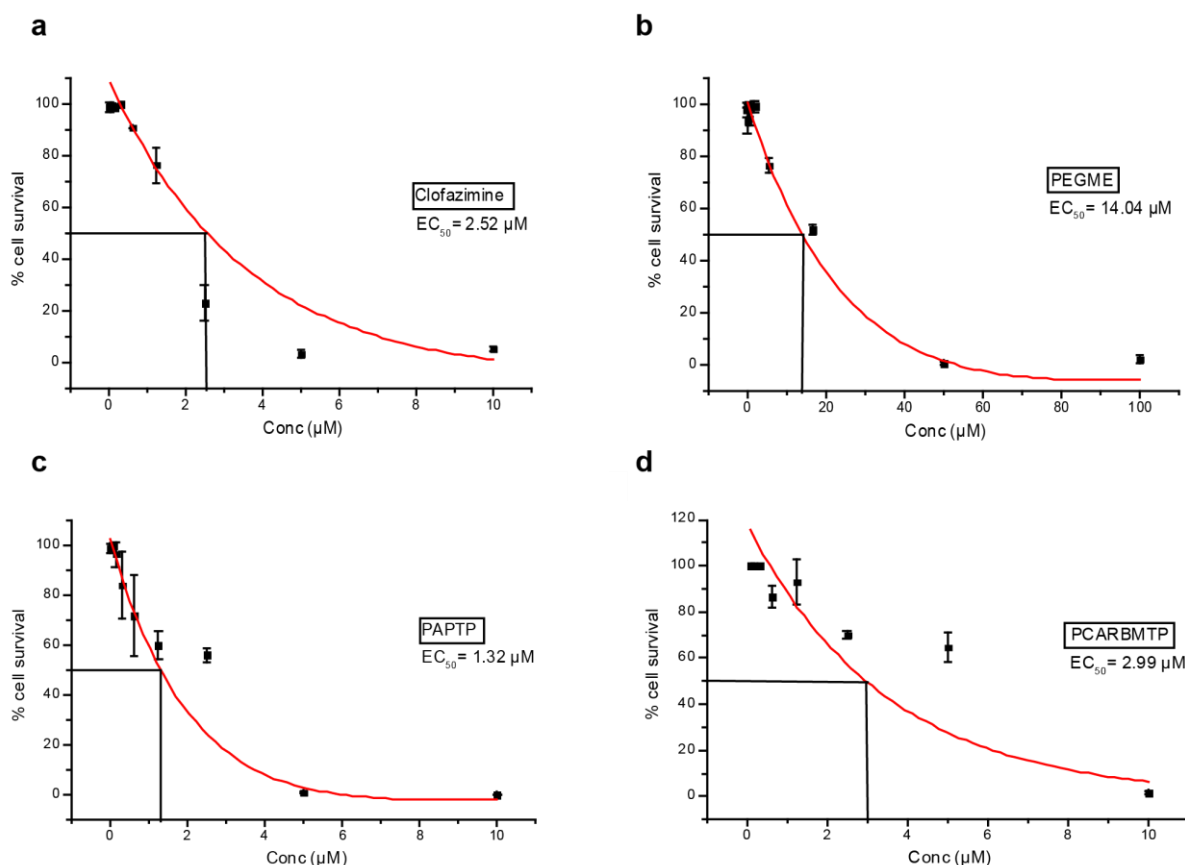 a
100
80
60
40
20
0
% cell survival
0 2 4 6 8 10
Conc (µM)
Clofazimine
EC50 = 2.52 µM
b
100
80
60
40
20
0
% cell survival
0 20 40 60 80 100
Conc (µM)
PEGME
EC50 = 14.04 µM
c
100
80
60
40
20
0
% cell survival
0 2 4 6 8 10
Conc (µM)
PAPTP
EC50 = 1.32 µM
d
120
100
80
60
40
20
0
% cell survival
0 2 4 6 8 10
Conc (µM)
PCARBMTP
EC50 = 2.99 µM